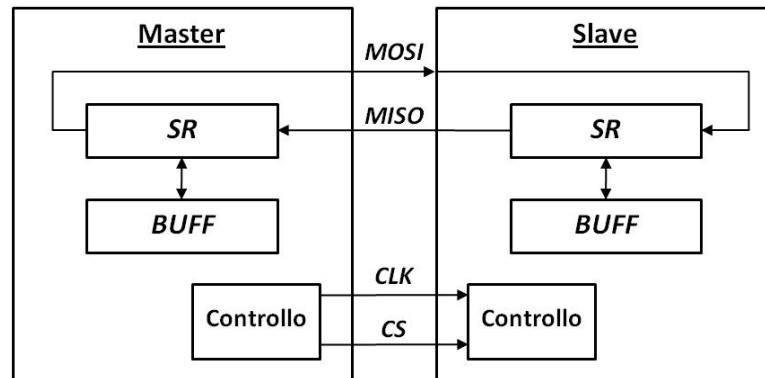 Master
Slave
MOSI
SR
MISO
SR
BUFF
BUFF
CLK
Controllo
Controllo
CS